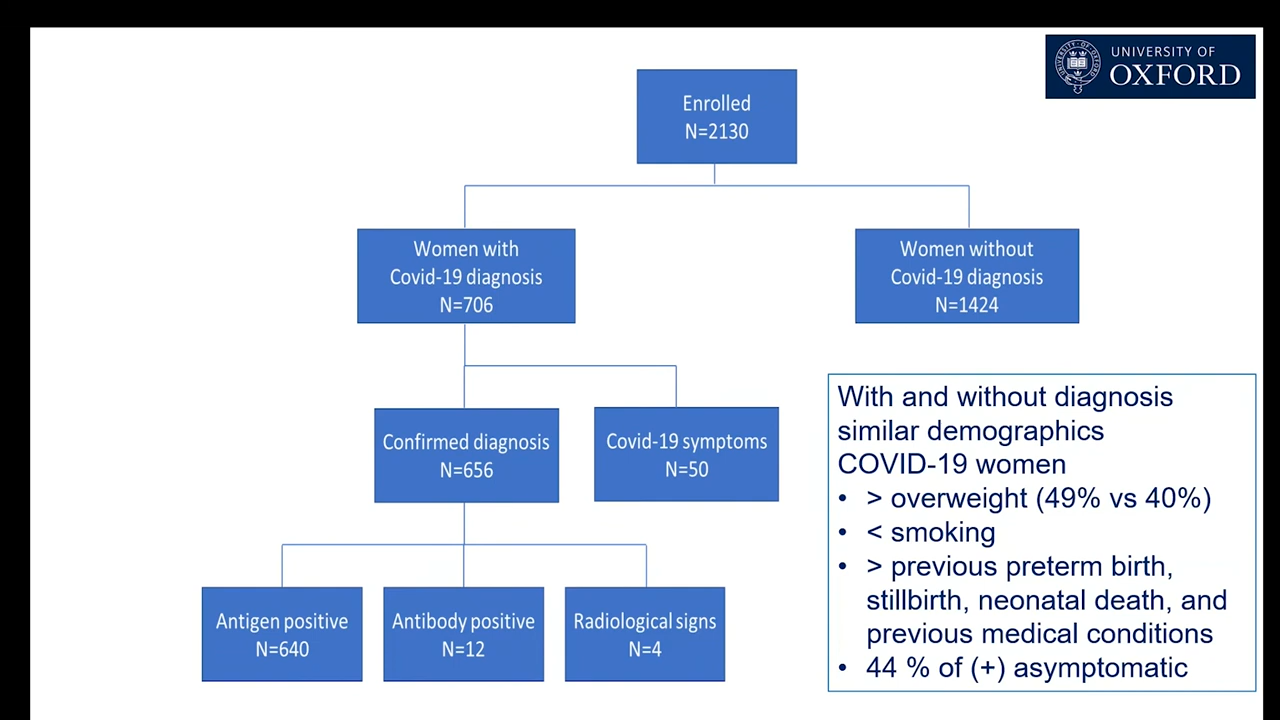 UNIVERSITY OF
OXFORD
Enrolled
N=2130
Women with
Covid-19 diagnosis
N=706
Women without
Covid-19 diagnosis
N=1424
Confirmed diagnosis
N=656
Covid-19 symptoms
N=50
Antigen positive
N=640
Antibody positive
N=12
Radiological signs
N=4
With and without diagnosis
similar demographics
COVID-19 women
• > overweight (49% vs 40%)
• < smoking
• > previous preterm birth,
stillbirth, neonatal death, and
previous medical conditions
• 44 % of (+) asymptomatic